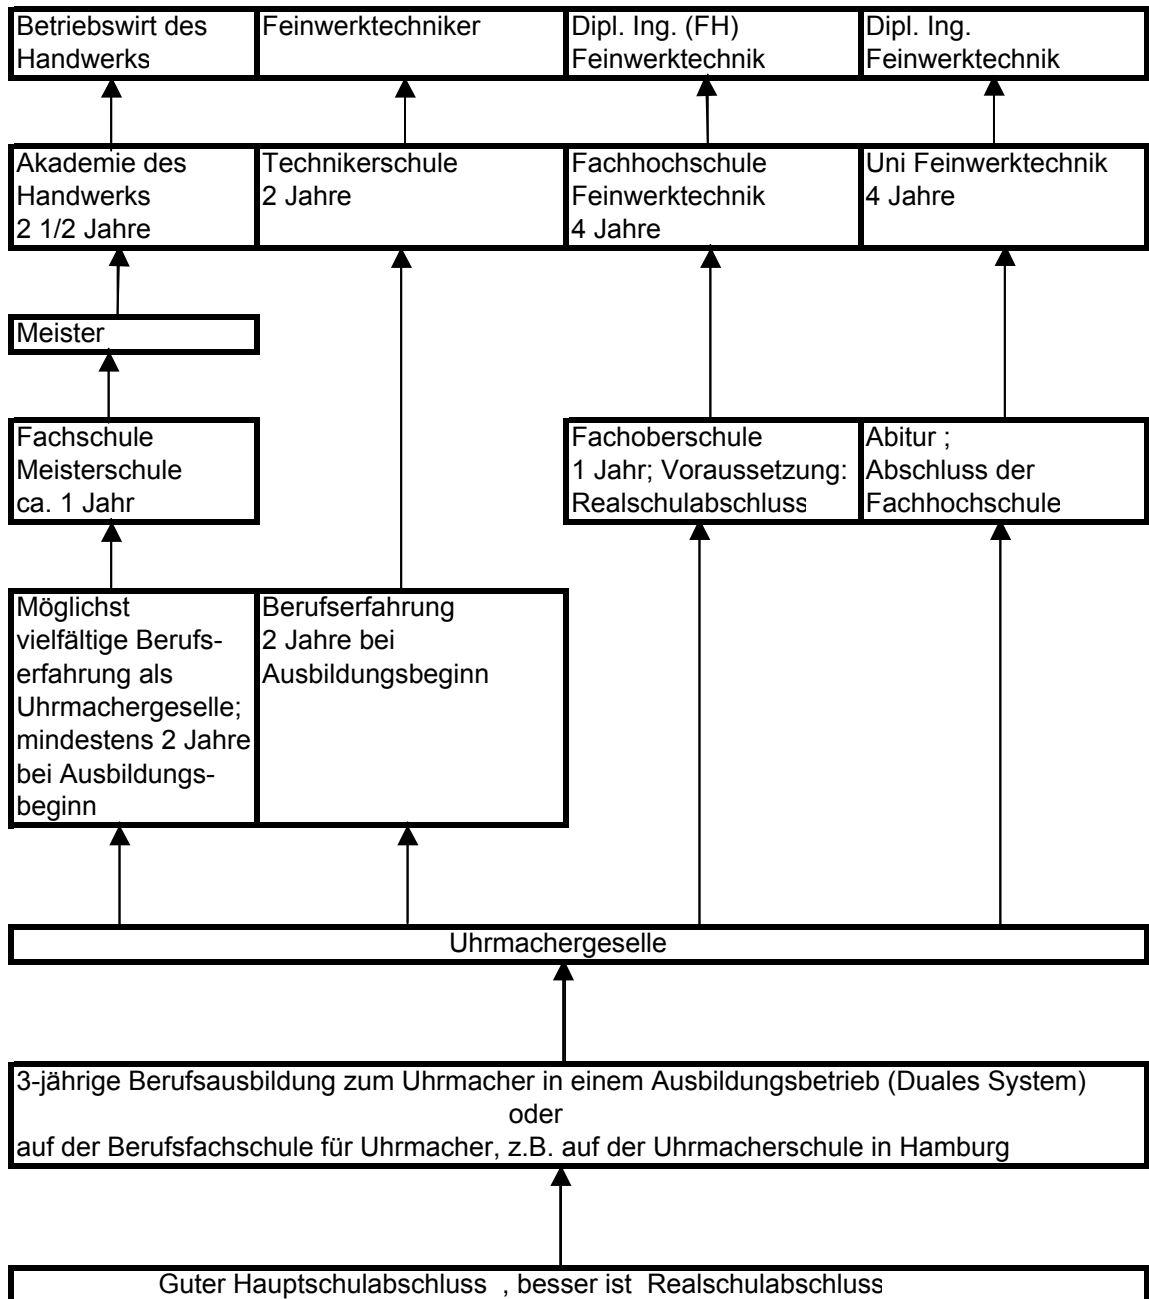 Betriebswirt des
Handwerks
Feinwerktechniker
Dipl. Ing. (FH)
Feinwerktechnik
Dipl. Ing.
Feinwerktechnik
Akademie des
Handwerks
2 1/2 Jahre
Technikerschule
2 Jahre
Fachhochschule
Feinwerktechnik
4 Jahre
Uni Feinwerktechnik
4 Jahre
Meister
Fachschule
Meisterschule
ca. 1 Jahr
Fachoberschule
1 Jahr; Voraussetzung:
Realschulabschluss
Abitur ;
Abschluss der
Fachhochschule
Möglichst
vielfältige Berufs-
erfahrung als
Uhrmachergeselle;
mindestens 2 Jahre
bei Ausbildungs-
beginn
Berufserfahrung
2 Jahre bei
Ausbildungsbeginn
Uhrmachergeselle
3-jährige Berufsausbildung zum Uhrmacher in einem Ausbildungsbetrieb (Duales System)
oder
auf der Berufsfachschule für Uhrmacher, z.B. auf der Uhrmacherschule in Hamburg
Guter Hauptschulabschluss , besser ist Realschulabschluss